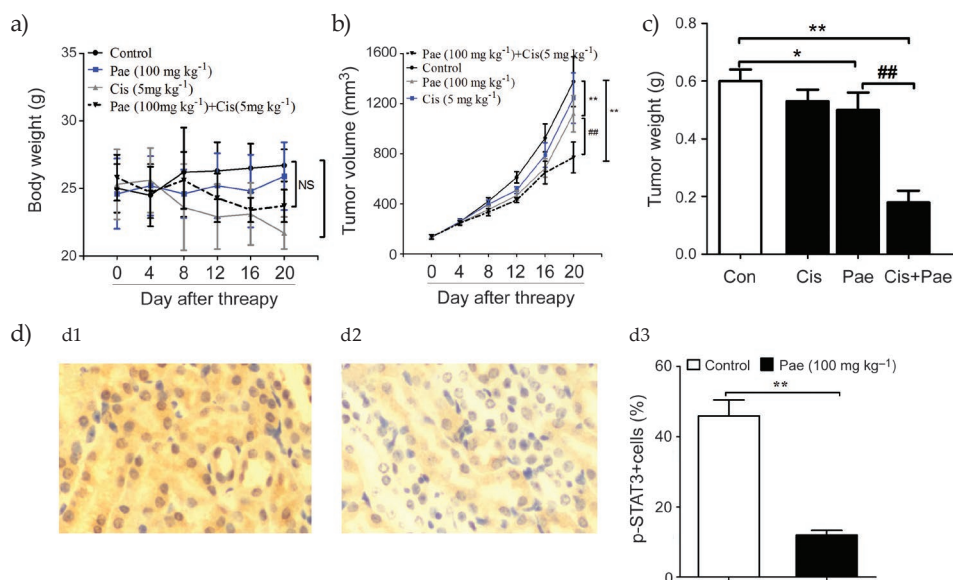 a)
35
30
25
20
Body weight (g)
Control
Pae (100 mg kg⁻¹)
Cis (5mg kg⁻¹)
Pae (100mg kg⁻¹)+Cis(5mg kg⁻¹)
NS
0 4 8 12 16 20
Day after threapy
b)
1600
1200
800
400
0
Tumor volume (mm³)
Pae (100 mg kg⁻¹)+Cis(5 mg kg⁻¹)
Control
Pae (100 mg kg⁻¹)
Cis (5 mg kg⁻¹)
**
##
**
0 4 8 12 16 20
Day after threapy
c)
0.8
0.6
0.4
0.2
0.0
Tumor weight (g)
**
*
##
Con Cis Pae Cis+Pae
d)
d1
d2
d3
Control Pae (100 mg kg⁻¹)
**
60
40
20
0
p-STAT3+cells (%)